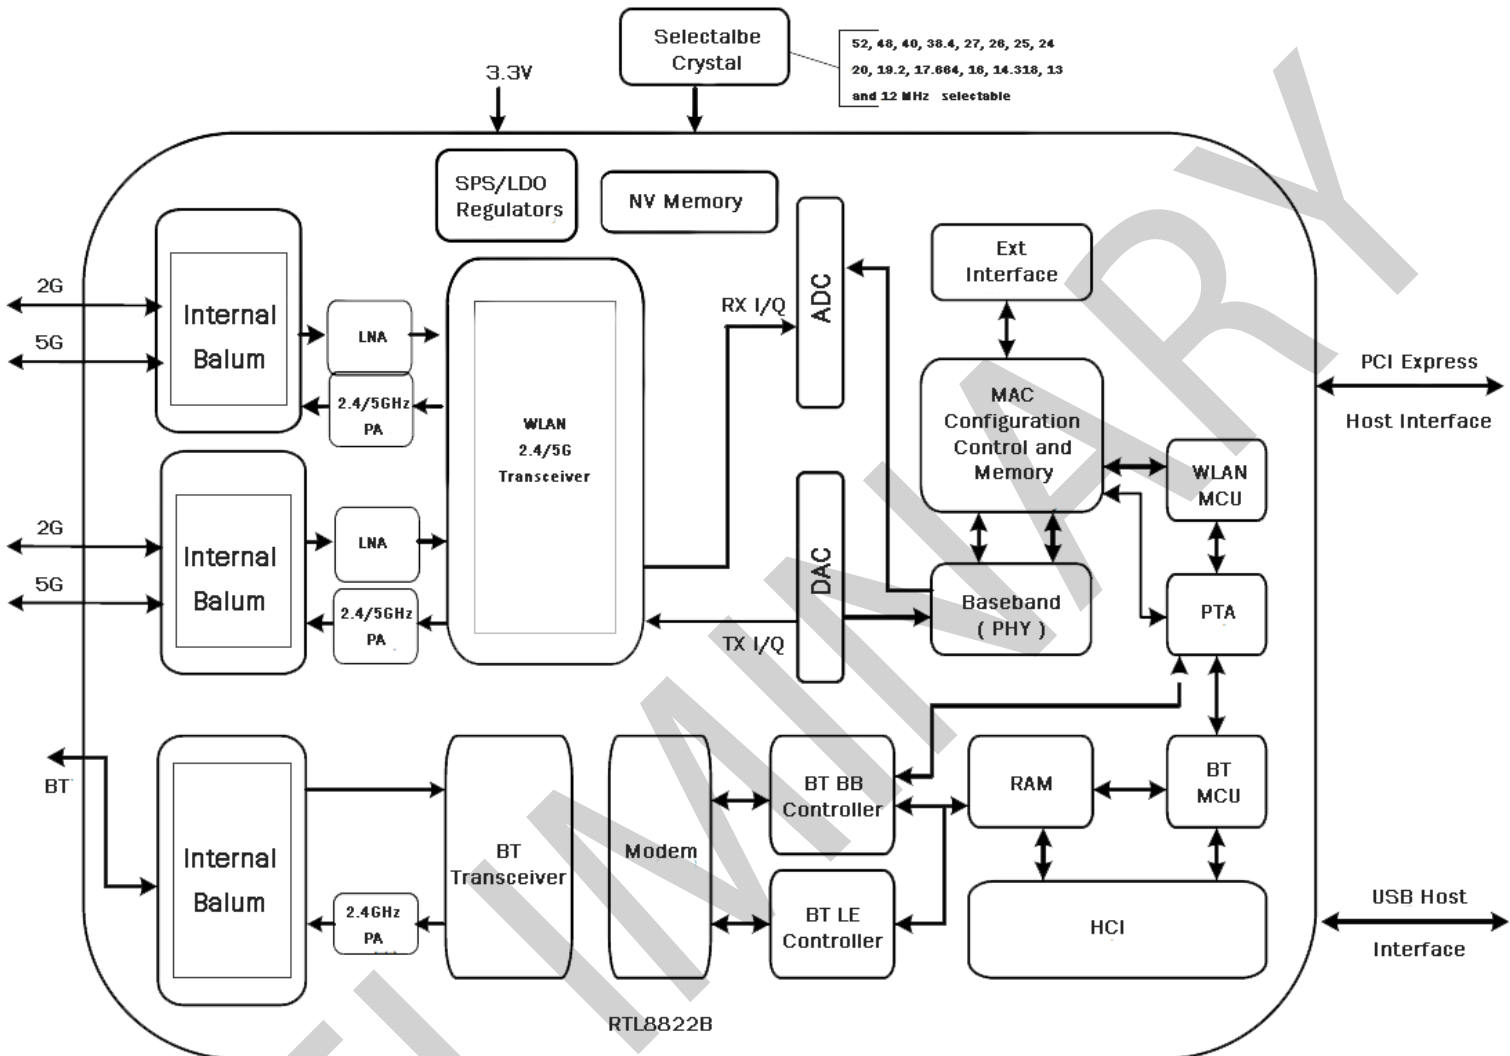 Selectalbe
Crystal
52, 48, 40, 38.4, 27, 26, 25, 24
20, 19.2, 17.664, 16, 14.318, 13
and 12 MHz selectable
3.3V
SPS/LDO
Regulators
NV Memory
ADC
Ext
Interface
2G
5G
Internal
Balum
LNA
2.4/5GHz
PA
WLAN
2.4/5G
Transceiver
RX I/Q
MAC
Configuration
Control and
Memory
WLAN
MCU
PCI Express
Host Interface
2G
5G
Internal
Balum
LNA
2.4/5GHz
PA
DAC
TX I/Q
Baseband
( PHY )
PTA
BT
Internal
Balum
2.4GHz
PA
BT
Transceiver
Modem
BT BB
Controller
BT LE
Controller
RAM
BT
MCU
HCI
USB Host
Interface
RTL8822B